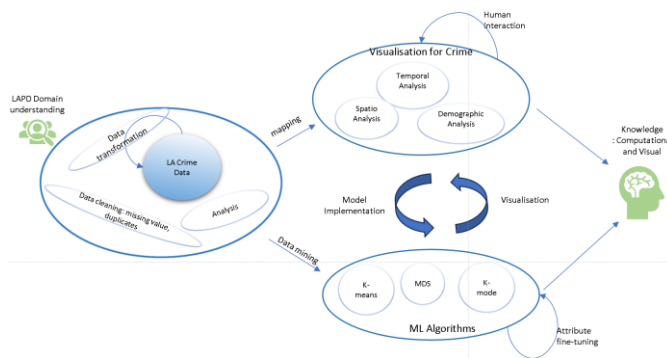 Human
Interaction
Visualisation for Crime
Temporal
Analysis
Spatio
Analysis
Demographic
Analysis
LAPD Domain
understanding
Data
transformation
mapping
LA Crime
Data
Knowledge
: Computation
and Visual
Data cleaning: missing value,
duplicates
Analysis
Model
Implementation
Visualisation
Data mining
K-
means
MDS
K-
mode
ML Algorithms
Attribute
fine-tuning